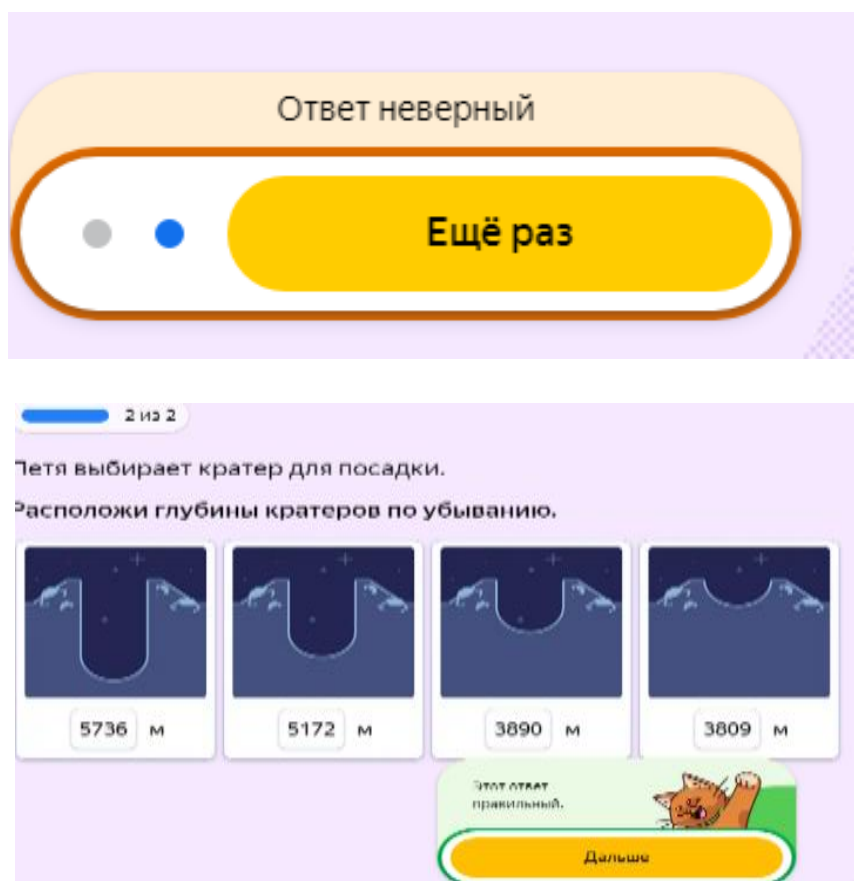 Ответ неверный
Ещё раз
2 из 2
Петя выбирает кратер для посадки.
Расположи глубины кратеров по убыванию.
5736 м 5172 м 3890 м 3809 м
Этот ответ
правильный.
Дальше